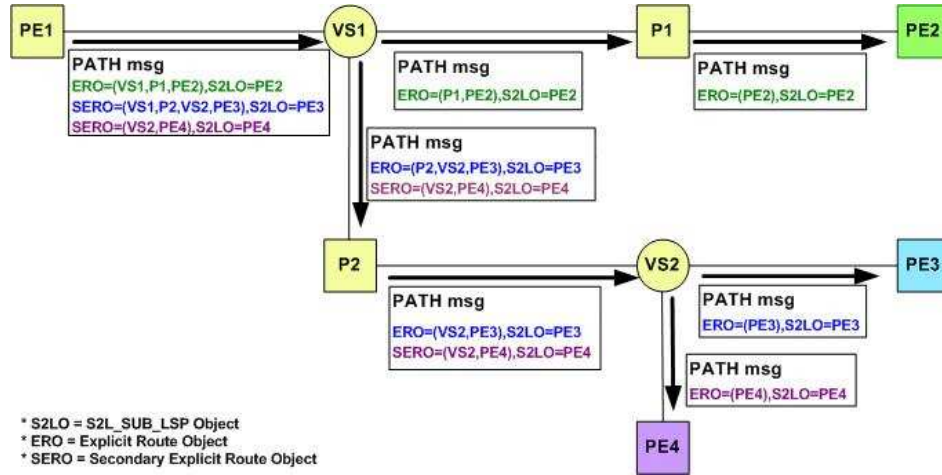 PE1
VS1
P1
PE2
PATH msg
ERO=(VS1,P1,PE2),S2LO=PE2
SERO=(VS1,P2,VS2,PE3),S2LO=PE3
SERO=(VS2,PE4),S2LO=PE4
PATH msg
ERO=(P1,PE2),S2LO=PE2
PATH msg
ERO=(PE2),S2LO=PE2
PATH msg
ERO=(P2,VS2,PE3),S2LO=PE3
SERO=(VS2,PE4),S2LO=PE4
P2
VS2
PE3
PATH msg
ERO=(VS2,PE3),S2LO=PE3
SERO=(VS2,PE4),S2LO=PE4
PATH msg
ERO=(PE3),S2LO=PE3
PATH msg
ERO=(PE4),S2LO=PE4
PE4
* S2LO = S2L_SUB_LSP Object
* ERO = Explicit Route Object
* SERO = Secondary Explicit Route Object